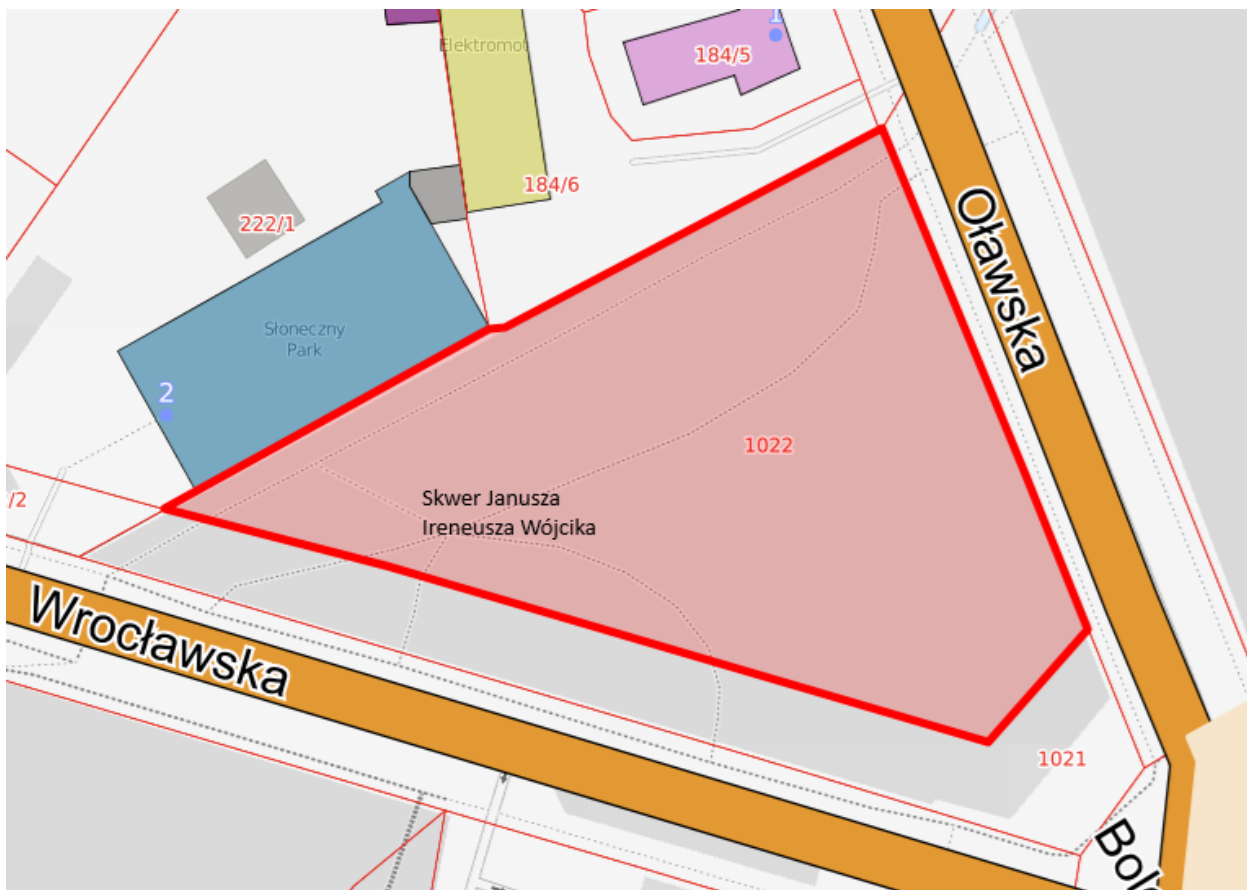 1
Elektromot
184/5
184/6
222/1
Oławska
Słoneczny
Park
2
1022
/2
Skwer Janusza
Ireneusza Wójcika
Wrocławska
1021
Bol